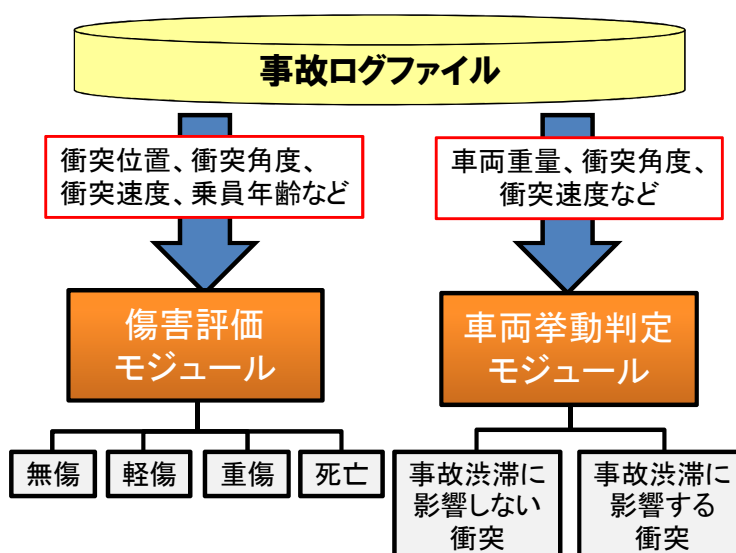 事故ログファイル
衝突位置、衝突角度、
衝突速度、乗員年齢など
車両重量、衝突角度、
衝突速度など
傷害評価
モジュール
車両挙動判定
モジュール
無傷
軽傷
重傷
死亡
事故渋滞に
影響しない
衝突
事故渋滞に
影響する
衝突